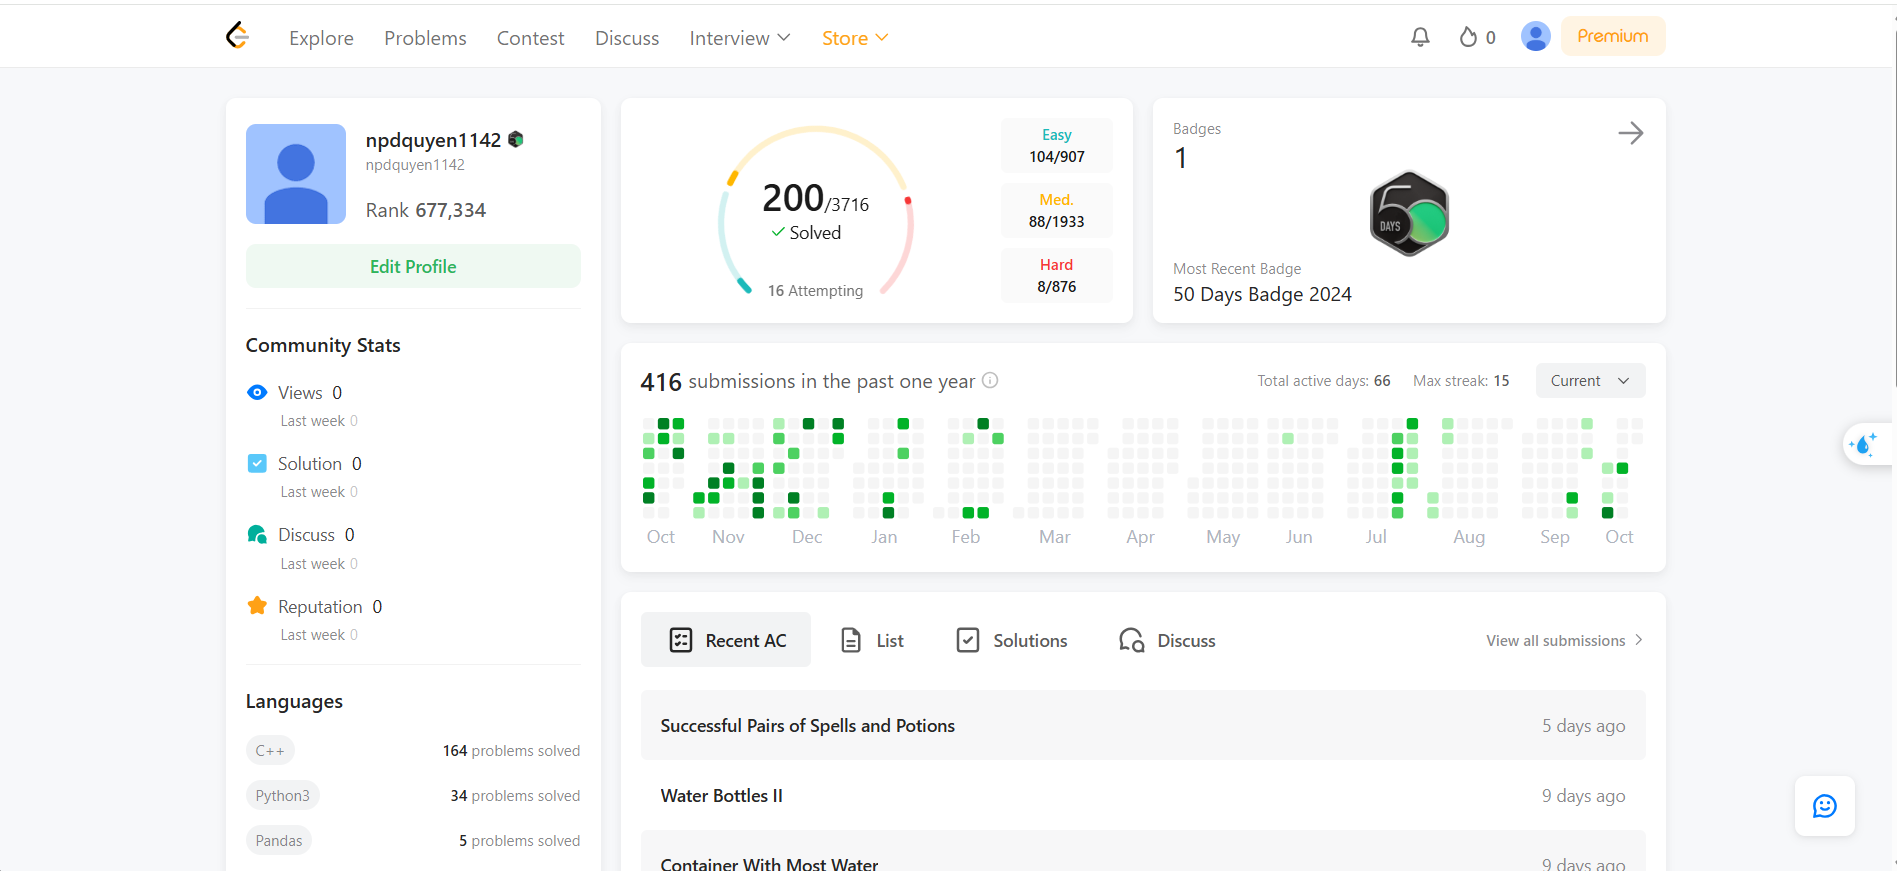 Explore Problems Contest Discuss Interview Store 0 Premium
npdquyen1142
npdquyen1142
Rank 677,334
Edit Profile
Community Stats
Views 0
Last week 0
Solution 0
Last week 0
Discuss 0
Last week 0
Reputation 0
Last week 0
Languages
C++ 164 problems solved
Python3 34 problems solved
Pandas 5 problems solved
200/3716
Solved
16 Attempting
Easy
104/907
Med.
88/1933
Hard
8/876
Badges
1
50
DAYS
Most Recent Badge
50 Days Badge 2024
416 submissions in the past one year Total active days: 66 Max streak: 15 Current
Oct Nov Dec Jan Feb Mar Apr May Jun Jul Aug Sep Oct
Recent AC List Solutions Discuss View all submissions
Successful Pairs of Spells and Potions 5 days ago
Water Bottles II 9 days ago
Container With Most Water 9 days ago